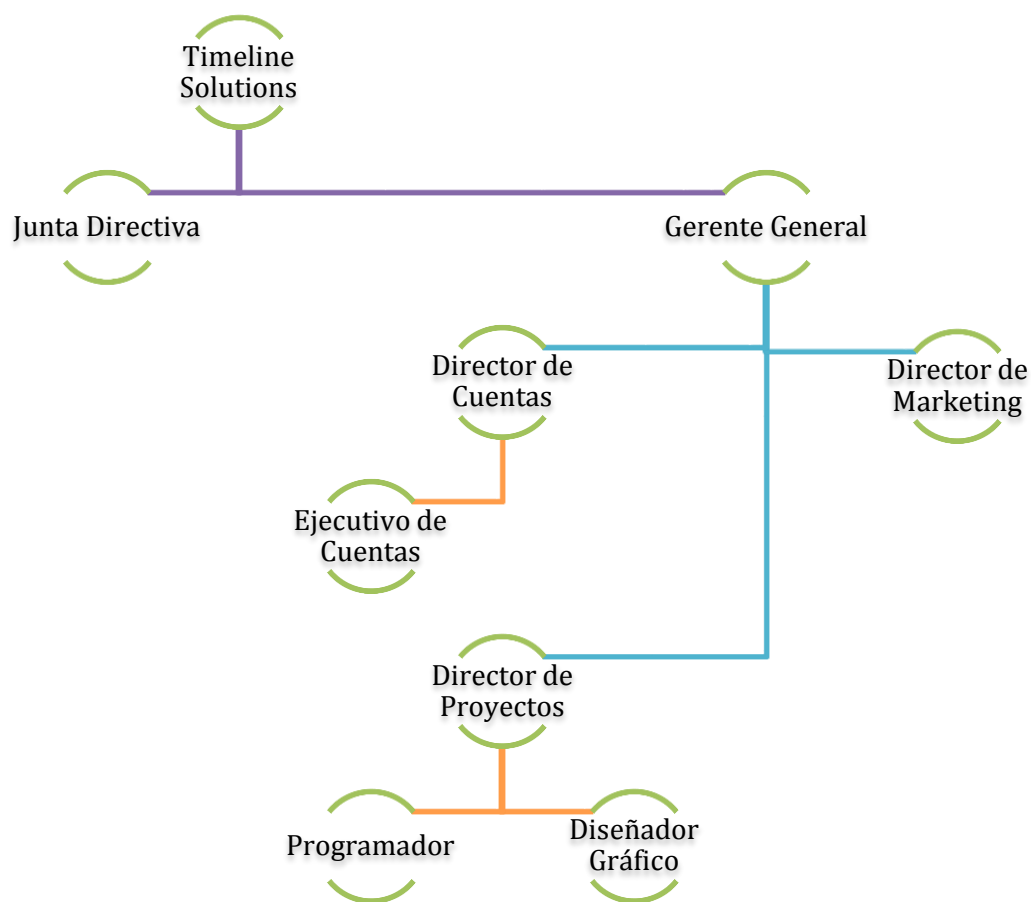 Timeline
Solutions
Junta Directiva
Gerente General
Director de
Cuentas
Director de
Marketing
Ejecutivo de
Cuentas
Director de
Proyectos
Programador
Diseñador
Gráfico